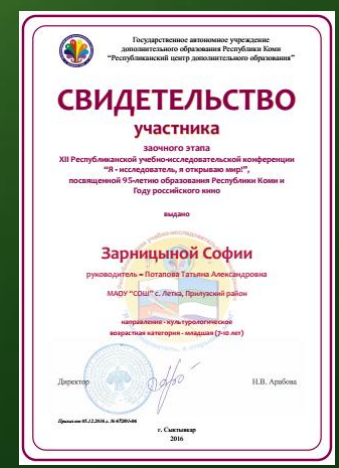 Государственное автономное учреждение
дополнительного образования Республики Коми
"Республиканский центр дополнительного образования"
СВИДЕТЕЛЬСТВО
участника
заочного этапа
XII Республиканской учебно-исследовательской конференции
"Я - исследователь, я открываю мир!",
посвященной 95-летию образования Республики Коми и
Году российского кино
выдано
Зарницыной Софии
руководитель – Потапова Татьяна Александровна
МАОУ "СОШ" с. Летка, Прилузский район
направление - культурологическое
возрастная категория - младшая (7-10 лет)
Директор Н.В. Арабова
г. Сыктывкар
2016